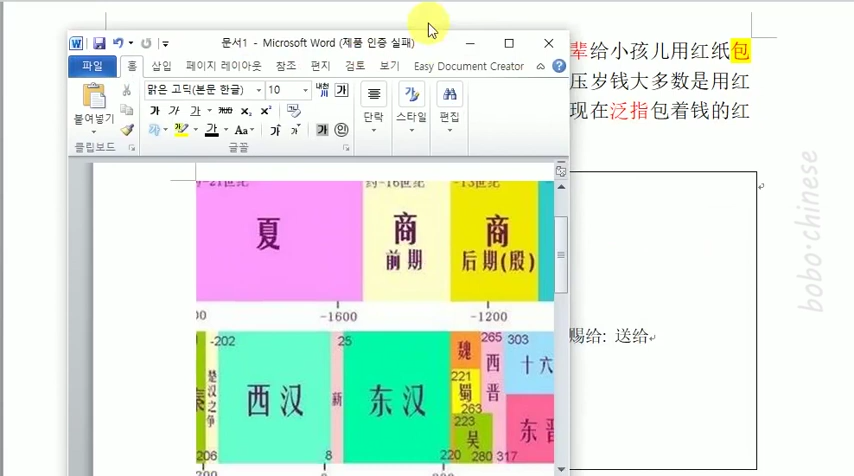 문서1 - Microsoft Word (제품 인증 실패)
파일 홈 삽입 페이지 레이아웃 참조 편지 검토 보기 Easy Document Creator
맑은 고딕(본문 한글) 10
붙여넣기
단락 스타일 편집
클립보드 글꼴
辈给小孩儿用红纸包
压岁钱大多数是用红
现在泛指包着钱的红
赐给: 送给
bobo·chinese
约-16世纪
夏
商
前期
商
后期(殷)
-1600
-1200
-202
25
265
303
楚汉之争
西汉
新
东汉
魏
221
蜀
263
223
吴
西晋
十六
东晋
206
8
220
280
317